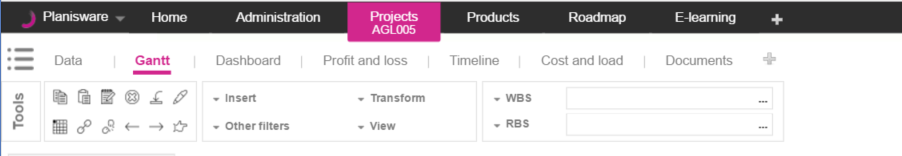 Planisware Home Administration Projects Products Roadmap E-learning
AGL005
Data Gantt Dashboard Profit and loss Timeline Cost and load Documents
Tools
Insert Transform WBS ...
Other filters View RBS ...